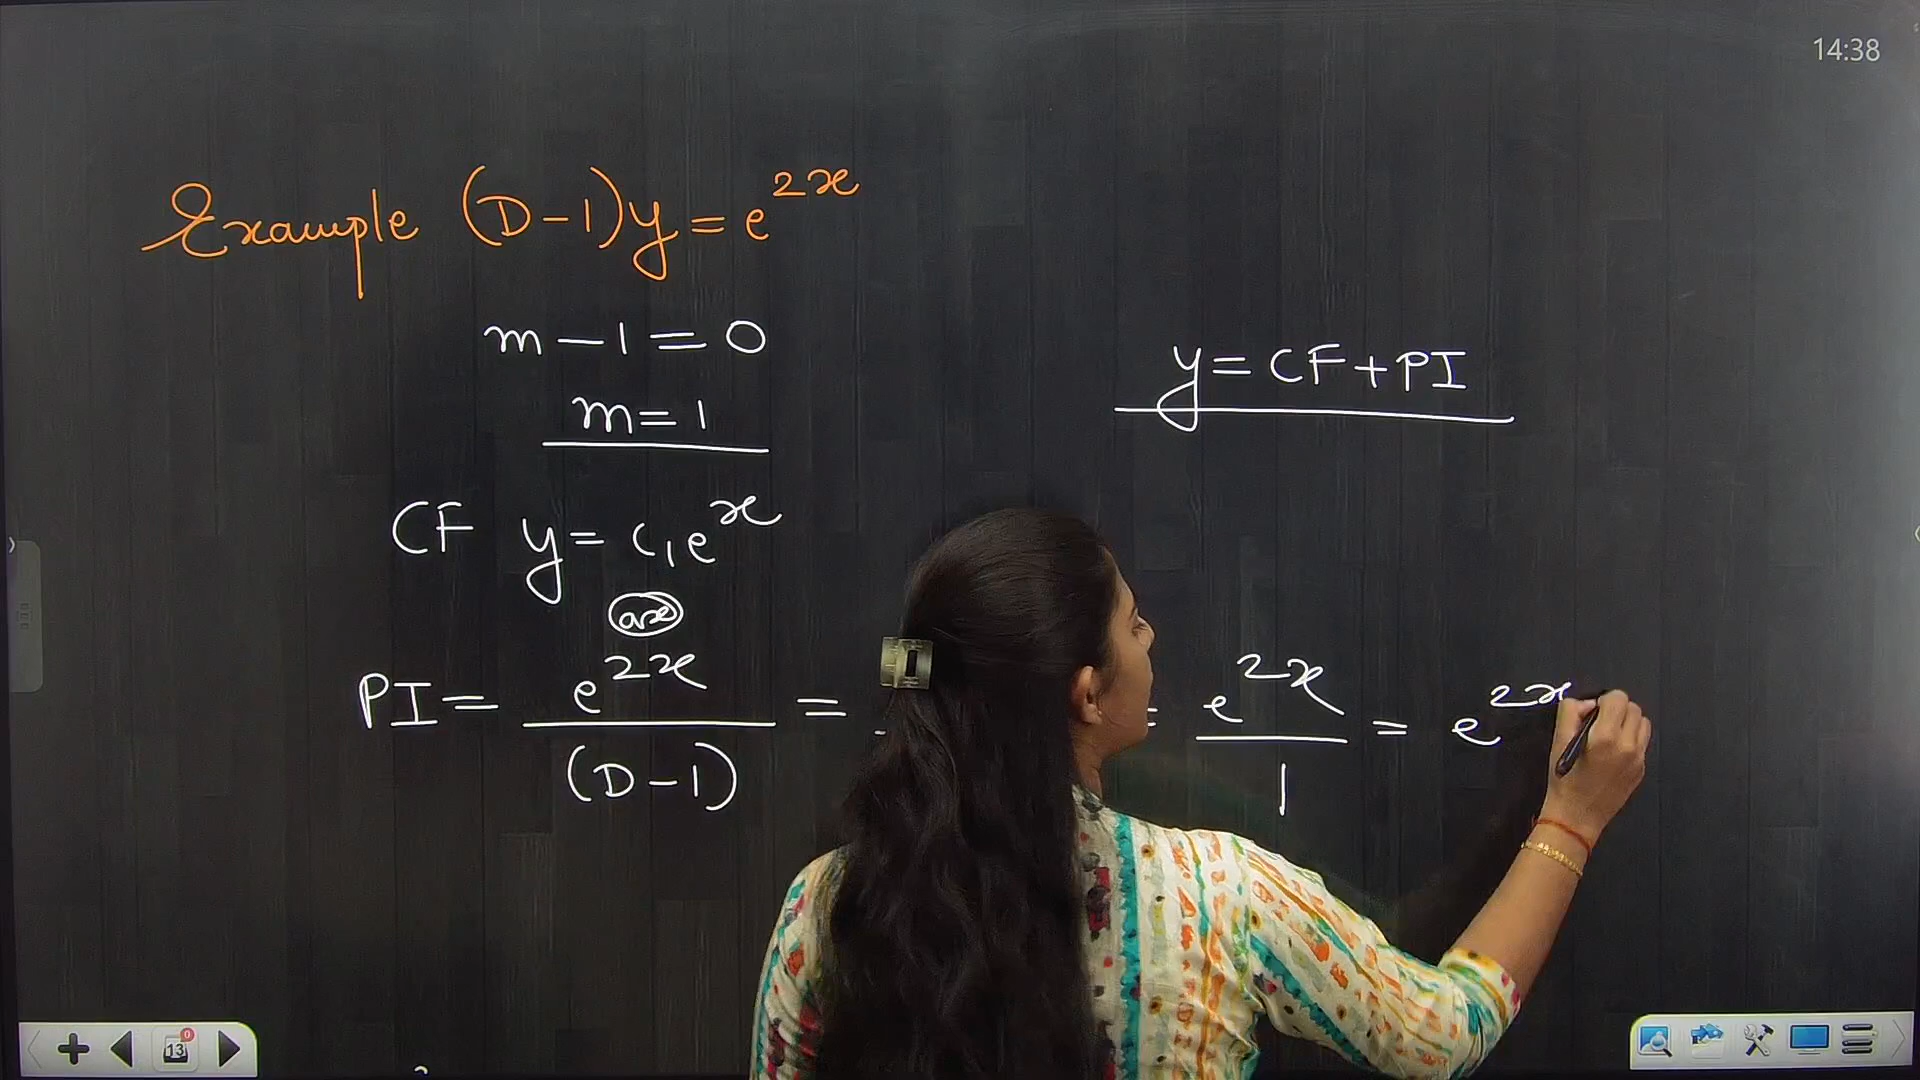 14:38
Example (D-1)y = e^{2x}
m - 1 = 0
m = 1
y = CF + PI
CF y = c₁e^x
ax
PI = e^{2x}/(D-1) = = e^{2x}/1 = e^{2x}
13